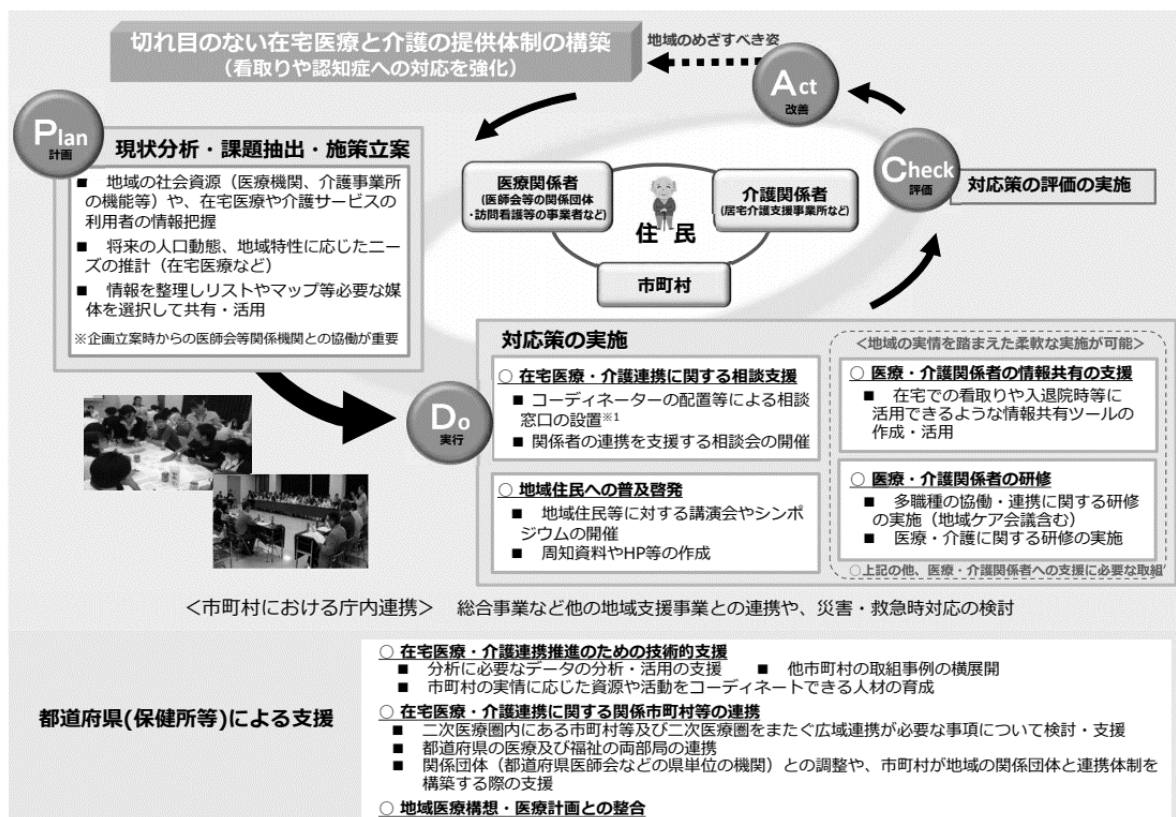 切れ目のない在宅医療と介護の提供体制の構築
（看取りや認知症への対応を強化）
地域のめざすべき姿
Act
改善
Plan
計画
現状分析・課題抽出・施策立案
■ 地域の社会資源（医療機関、介護事業所
の機能等）や、在宅医療や介護サービスの
利用者の情報把握
■ 将来の人口動態、地域特性に応じたニー
ズの推計（在宅医療など）
■ 情報を整理しリストやマップ等必要な媒
体を選択して共有・活用
※企画立案時からの医師会等関係機関との協働が重要
医療関係者
（医師会等の関係団体
・訪問看護等の事業者など）
介護関係者
（居宅介護支援事業所など）
住民
市町村
Check
評価
対応策の評価の実施
Do
実行
対応策の実施
○ 在宅医療・介護連携に関する相談支援
■ コーディネーターの配置等による相談
窓口の設置※1
■ 関係者の連携を支援する相談会の開催
○ 地域住民への普及啓発
■ 地域住民等に対する講演会やシンポ
ジウムの開催
■ 周知資料やHP等の作成
＜地域の実情を踏まえた柔軟な実施が可能＞
○ 医療・介護関係者の情報共有の支援
■ 在宅での看取りや入退院時等に
活用できるような情報共有ツールの
作成・活用
○ 医療・介護関係者の研修
■ 多職種の協働・連携に関する研修
の実施（地域ケア会議含む）
■ 医療・介護に関する研修の実施
○上記の他、医療・介護関係者への支援に必要な取組
＜市町村における庁内連携＞ 総合事業など他の地域支援事業との連携や、災害・救急時対応の検討
都道府県(保健所等)による支援
○ 在宅医療・介護連携推進のための技術的支援
■ 分析に必要なデータの分析・活用の支援 ■ 他市町村の取組事例の横展開
■ 市町村の実情に応じた資源や活動をコーディネートできる人材の育成
○ 在宅医療・介護連携に関する関係市町村等の連携
■ 二次医療圏内にある市町村等及び二次医療圏をまたぐ広域連携が必要な事項について検討・支援
■ 都道府県の医療及び福祉の両部局の連携
■ 関係団体（都道府県医師会などの県単位の機関）との調整や、市町村が地域の関係団体と連携体制を
構築する際の支援
○ 地域医療構想・医療計画との整合